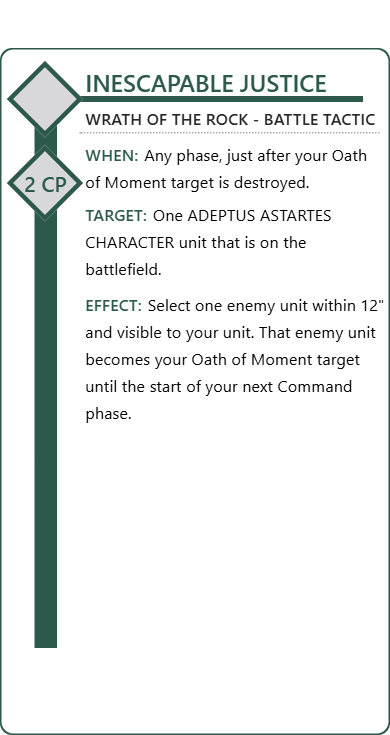 INESCAPABLE JUSTICE
WRATH OF THE ROCK - BATTLE TACTIC
WHEN: Any phase, just after your Oath
2 CP
of Moment target is destroyed.
TARGET: One ADEPTUS ASTARTES
CHARACTER unit that is on the
battlefield.
EFFECT: Select one enemy unit within 12"
and visible to your unit. That enemy unit
becomes your Oath of Moment target
until the start of your next Command
phase.